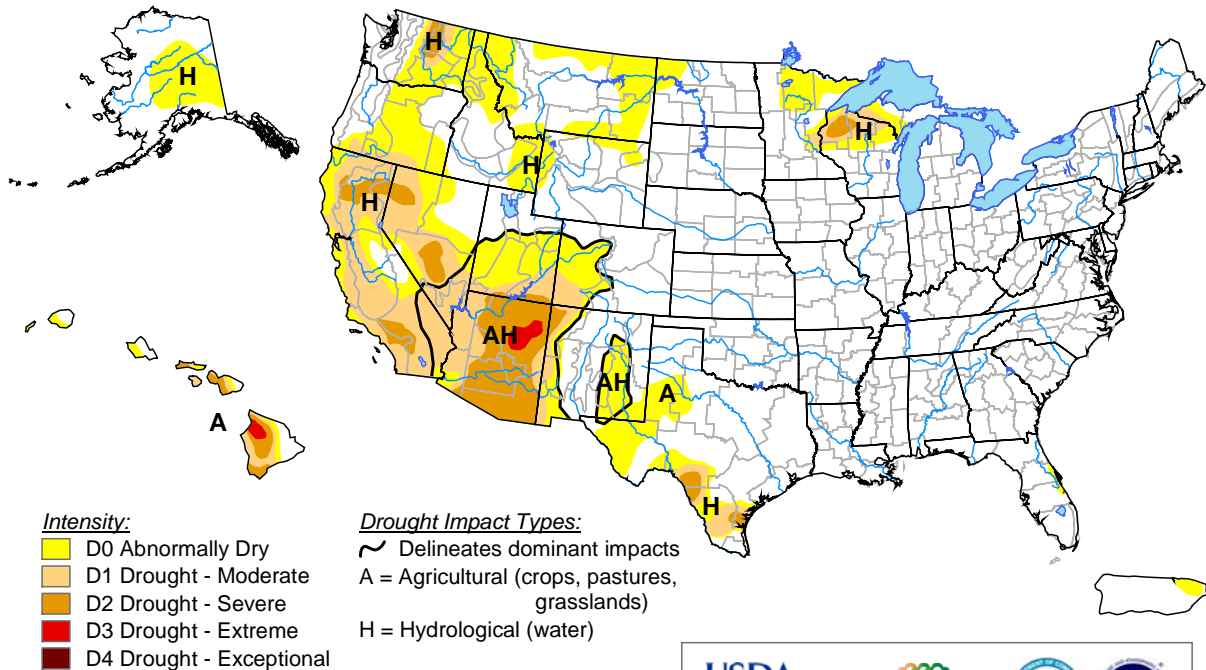 H
H
H
H
H
AH
AH
A
A
H
Intensity:
D0 Abnormally Dry
D1 Drought - Moderate
D2 Drought - Severe
D3 Drought - Extreme
D4 Drought - Exceptional
Drought Impact Types:
Delineates dominant impacts
A = Agricultural (crops, pastures,
grasslands)
H = Hydrological (water)
USDA